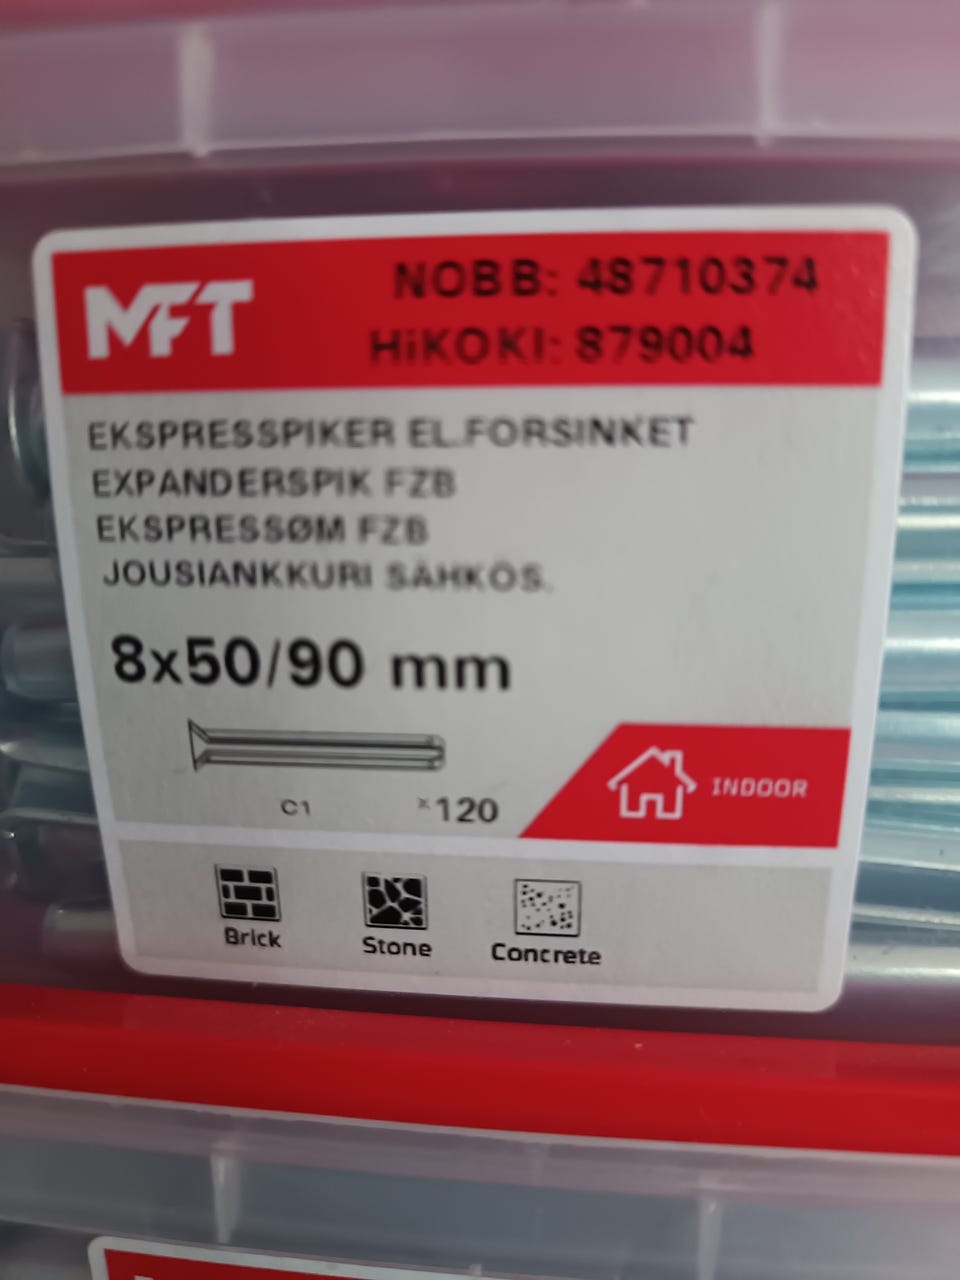 MFT
NOBB: 48710374
HiKOKI: 879004
EKSPRESSPIKER EL.FORSINKET
EXPANDERSPIK FZB
EKSPRESSØM FZB
JOUSIANKKURI SÄHKÖS.
8x50/90 mm
C1
x120
INDOOR
Brick
Stone
Concrete